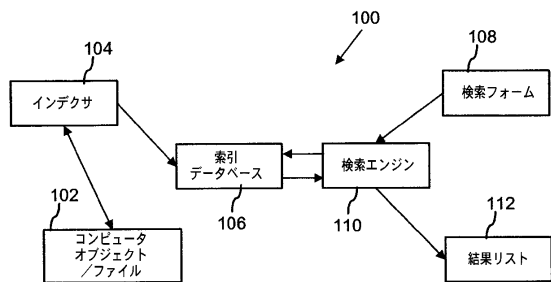 100
104
インデクサ
108
検索フォーム
索引
データベース
106
検索エンジン
110
102
コンピュータ
オブジェクト
／ファイル
112
結果リスト